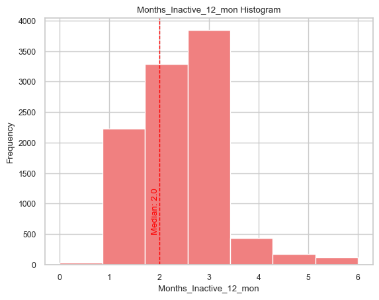 Months_Inactive_12_mon Histogram
4000
3500
3000
2500
2000
1500
1000
500
0
Frequency
Median: 2.0
0 1 2 3 4 5 6
Months_Inactive_12_mon